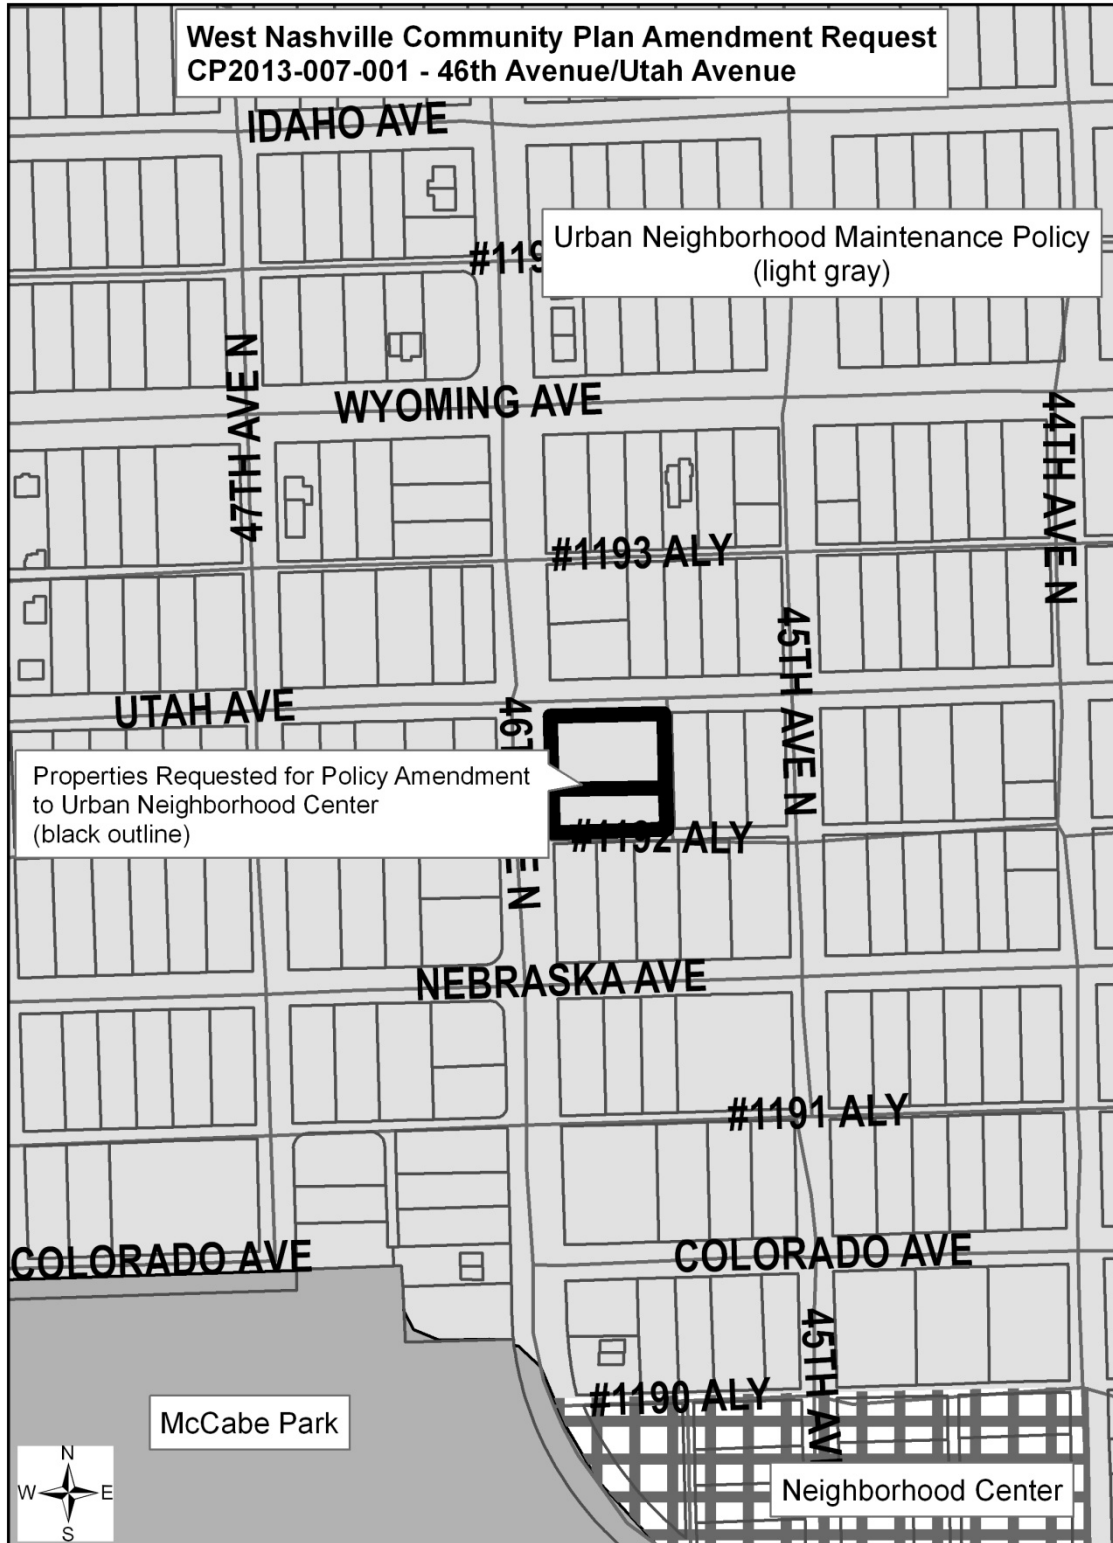 West Nashville Community Plan Amendment Request
CP2013-007-001 - 46th Avenue/Utah Avenue
IDAHO AVE
Urban Neighborhood Maintenance Policy
(light gray)
47TH AVE N
WYOMING AVE
44TH AVE N
#1193 ALY
45TH AVE N
UTAH AVE
Properties Requested for Policy Amendment
to Urban Neighborhood Center
(black outline)
#1192 ALY
NEBRASKA AVE
#1191 ALY
COLORADO AVE
COLORADO AVE
45TH AV
#1190 ALY
McCabe Park
Neighborhood Center
N
W E
S